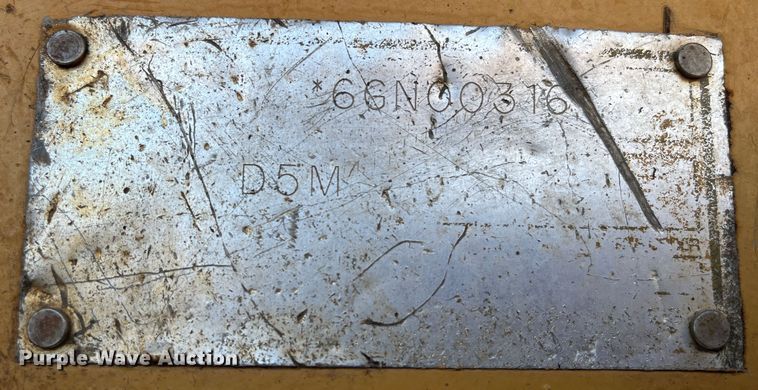 *6GN00316
D5M
Purple Wave Auction